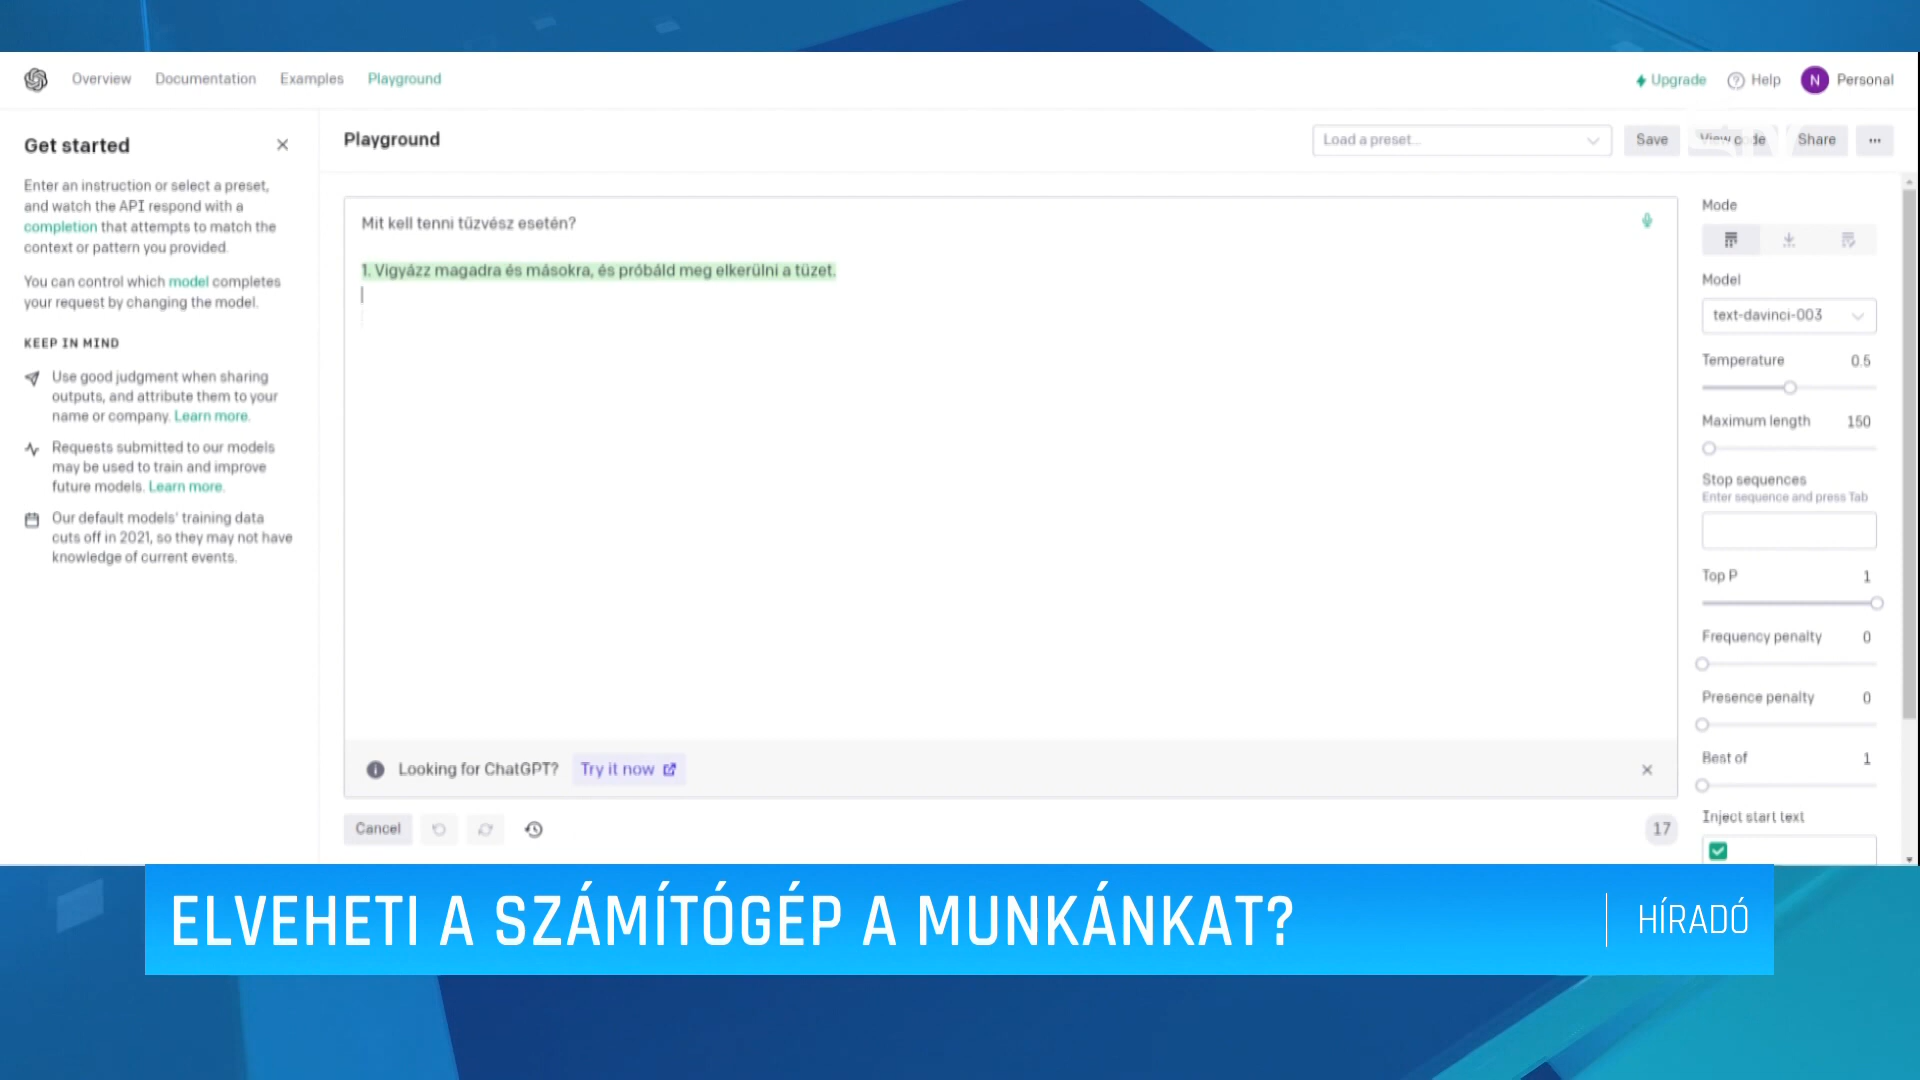 Overview Documentation Examples Playground
Upgrade Help N Personal
Get started
Enter an instruction or select a preset,
and watch the API respond with a
completion that attempts to match the
context or pattern you provided.
You can control which model completes
your request by changing the model.
KEEP IN MIND
Use good judgment when sharing
outputs, and attribute them to your
name or company. Learn more.
Requests submitted to our models
may be used to train and improve
future models. Learn more.
Our default models' training data
cuts off in 2021, so they may not have
knowledge of current events.
Playground
Load a preset...
Save
View code
Share
...
Mit kell tenni tűzvész esetén?
1. Vigyázz magadra és másokra, és próbáld meg elkerülni a tüzet.
Looking for ChatGPT? Try it now
Cancel
17
Mode
Model
text-davinci-003
Temperature 0.5
Maximum length 150
Stop sequences
Enter sequence and press Tab
Top P 1
Frequency penalty 0
Presence penalty 0
Best of 1
Inject start text
ELVEHETI A SZÁMÍTÓGÉP A MUNKÁNKAT?
HÍRADÓ